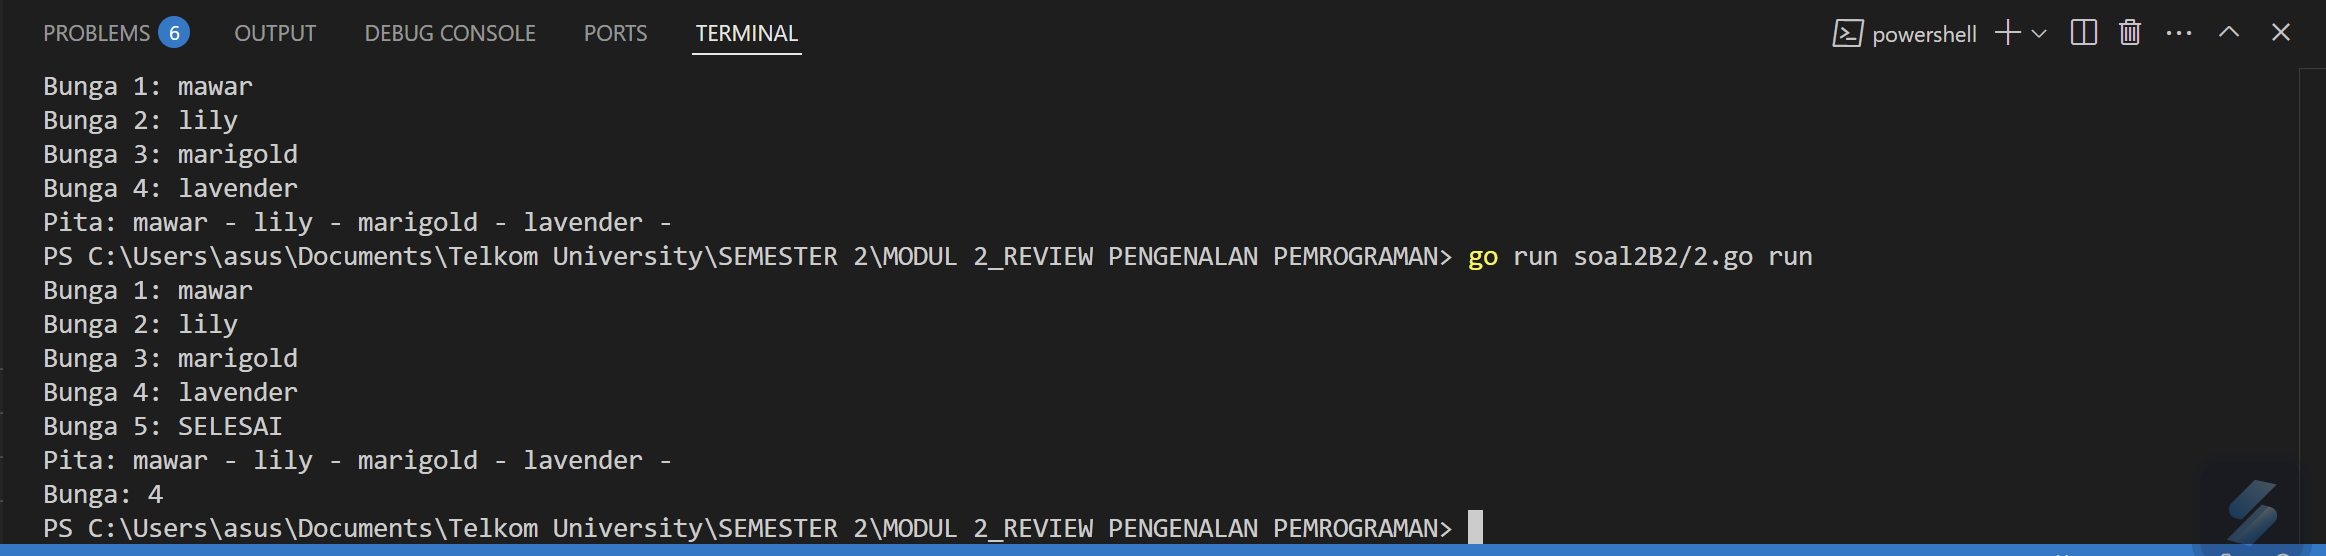 PROBLEMS 6 OUTPUT DEBUG CONSOLE PORTS TERMINAL powershell
Bunga 1: mawar
Bunga 2: lily
Bunga 3: marigold
Bunga 4: lavender
Pita: mawar - lily - marigold - lavender -
PS C:\Users\asus\Documents\Telkom University\SEMESTER 2\MODUL 2_REVIEW PENGENALAN PEMROGRAMAN> go run soal2B2/2.go run
Bunga 1: mawar
Bunga 2: lily
Bunga 3: marigold
Bunga 4: lavender
Bunga 5: SELESAI
Pita: mawar - lily - marigold - lavender -
Bunga: 4
PS C:\Users\asus\Documents\Telkom University\SEMESTER 2\MODUL 2_REVIEW PENGENALAN PEMROGRAMAN>